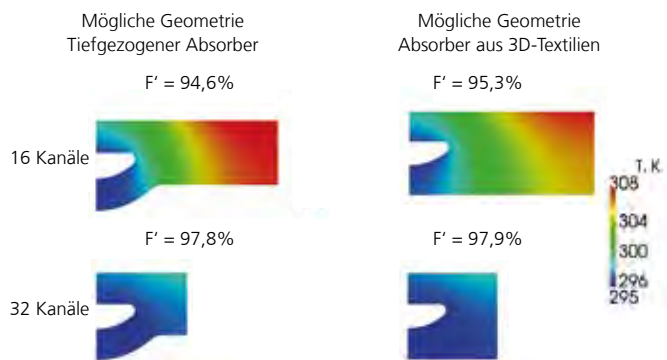 Mögliche Geometrie
Tiefgezogener Absorber
Mögliche Geometrie
Absorber aus 3D-Textilien
F‘ = 94,6%
F‘ = 95,3%
16 Kanäle
T, K
308
304
300
296
295
F‘ = 97,8%
F‘ = 97,9%
32 Kanäle